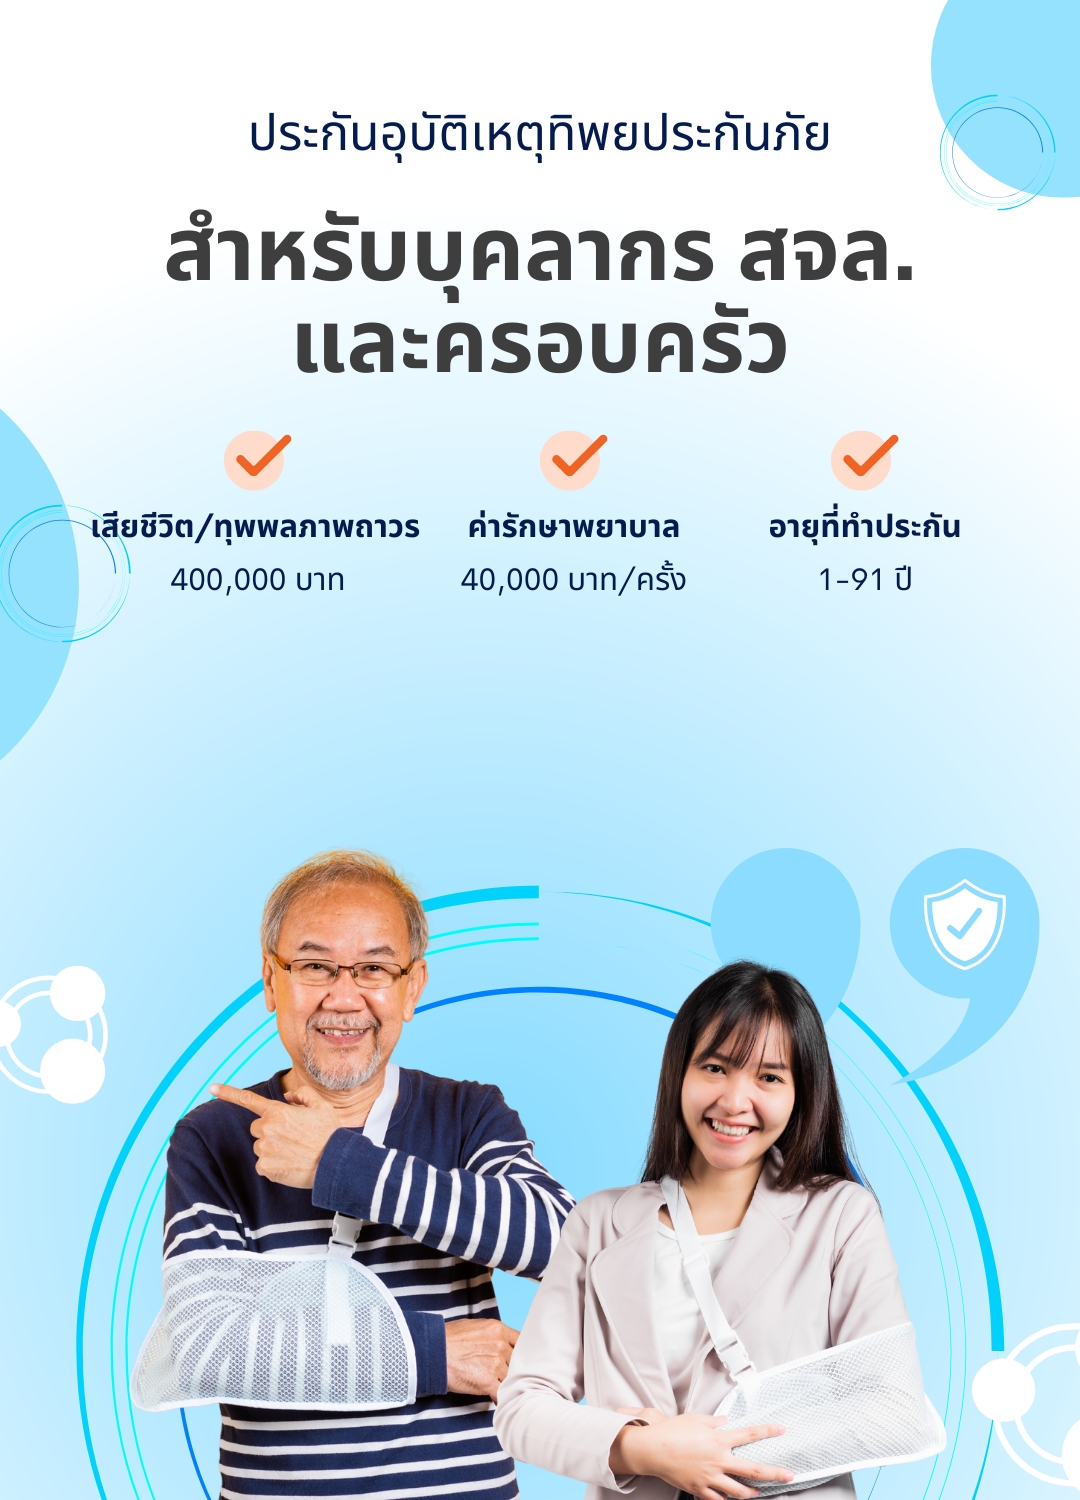 ประกันอุบัติเหตุทิพยประกันภัย
สำหรับบุคลากร สจล.
และครอบครัว
เสียชีวิต/ทุพพลภาพถาวร
400,000 บาท
ค่ารักษาพยาบาล
40,000 บาท/ครั้ง
อายุที่ทำประกัน
1-91 ปี